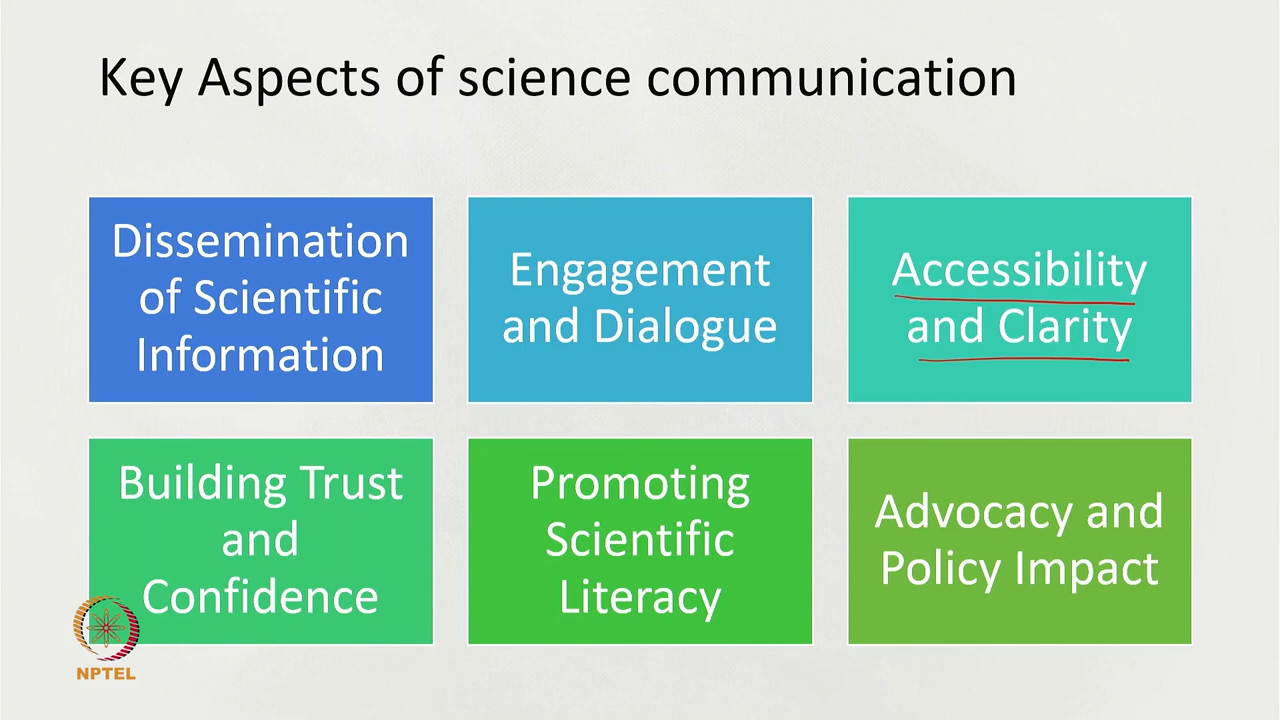 Key Aspects of science communication
Dissemination
of Scientific
Information
Engagement
and Dialogue
Accessibility
and Clarity
Building Trust
and
Confidence
Promoting
Scientific
Literacy
Advocacy and
Policy Impact
NPTEL